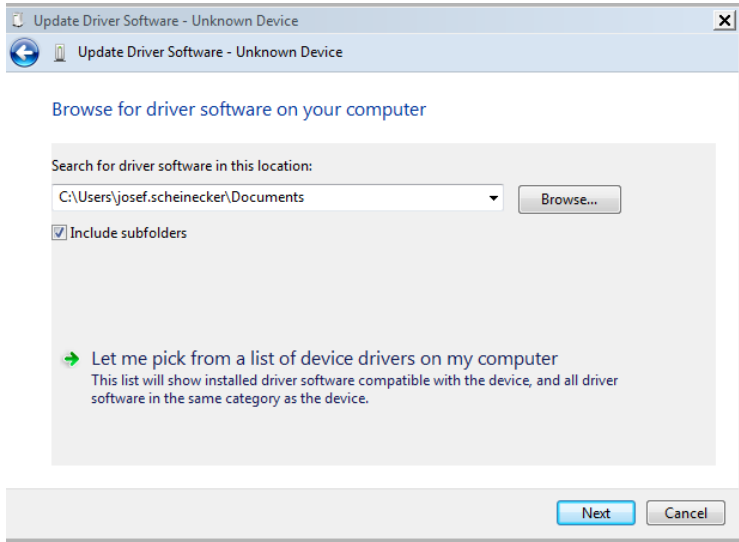 Update Driver Software - Unknown Device
Update Driver Software - Unknown Device
Browse for driver software on your computer
Search for driver software in this location:
C:\Users\josef.scheinecker\Documents
Browse...
Include subfolders
Let me pick from a list of device drivers on my computer
This list will show installed driver software compatible with the device, and all driver
software in the same category as the device.
Next
Cancel